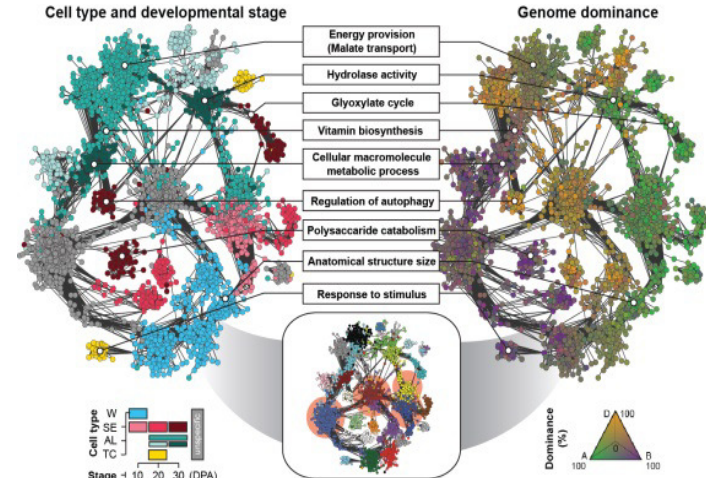 Cell type and developmental stage
Genome dominance
Energy provision
(Malate transport)
Hydrolase activity
Glyoxylate cycle
Vitamin biosynthesis
Cellular macromolecule
metabolic process
Regulation of autophagy
Polysaccaride catabolism
Anatomical structure size
Response to stimulus
Cell type
W
SE
AL
TC
unspecific
Stage
10 20 30 (DPA)
Dominance
(%)
D 100
0
A
100
B
100